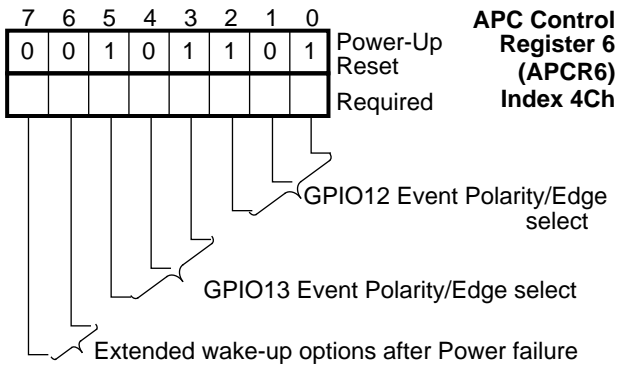 7 6 5 4 3 2 1 0
APC Control
Register 6
(APCR6)
Index 4Ch
0 0 1 0 1 1 0 1
Power-Up
Reset
Required
GPIO12 Event Polarity/Edge
select
GPIO13 Event Polarity/Edge select
Extended wake-up options after Power failure